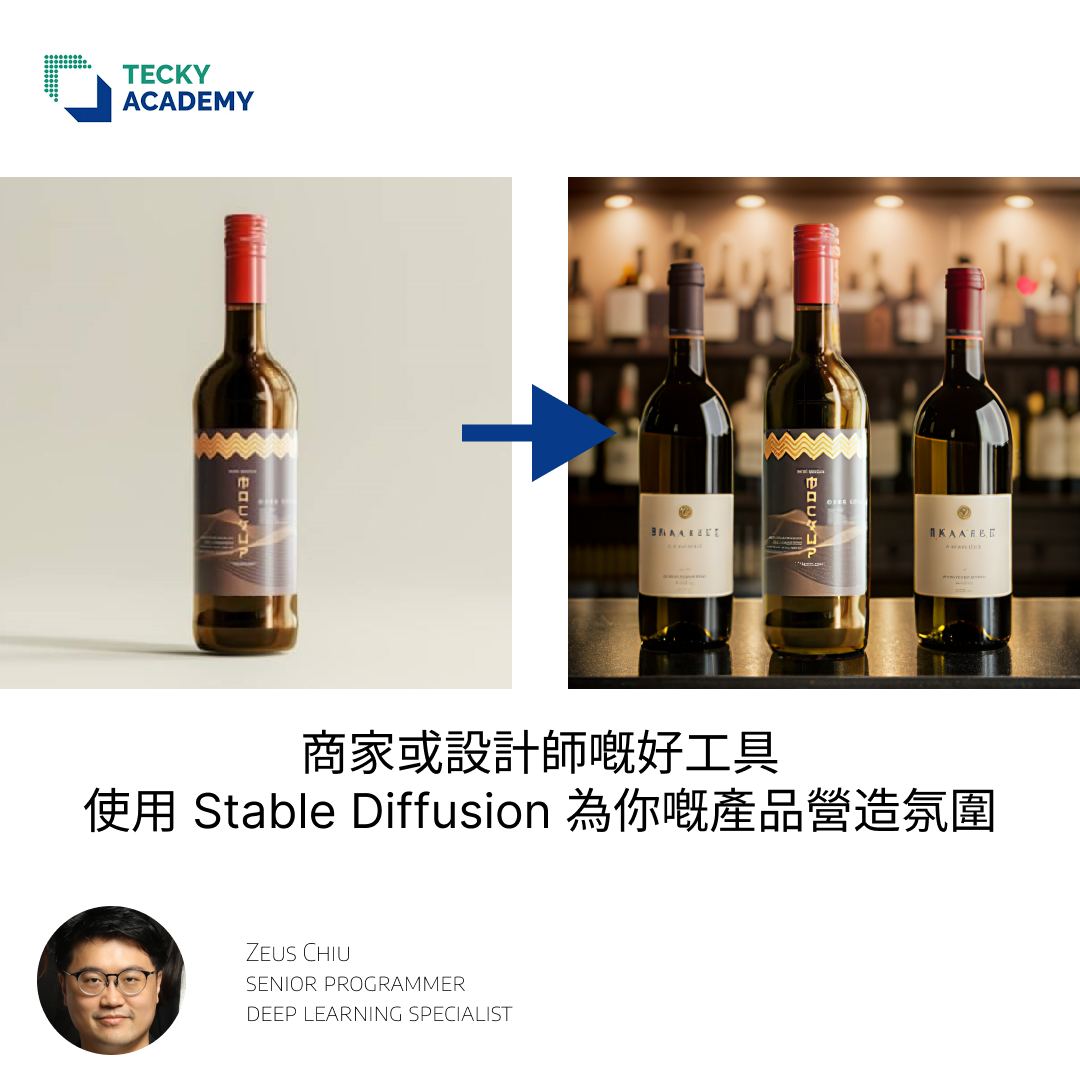 TECKY
ACADEMY
商家或設計師嘅好工具
使用 Stable Diffusion 為你嘅產品營造氛圍
ZEUS CHIU
SENIOR PROGRAMMER
DEEP LEARNING SPECIALIST